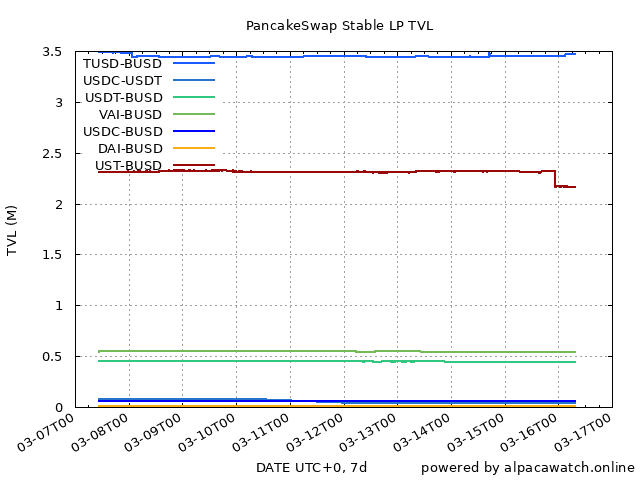 PancakeSwap Stable LP TVL
3.5
3
2.5
2
1.5
1
0.5
0
TVL (M)
TUSD-BUSD
USDC-USDT
USDT-BUSD
VAI-BUSD
USDC-BUSD
DAI-BUSD
UST-BUSD
03-07T00
03-08T00
03-09T00
03-10T00
03-11T00
03-12T00
03-13T00
03-14T00
03-15T00
03-16T00
03-17T00
DATE UTC+0, 7d
powered by alpacawatch.online